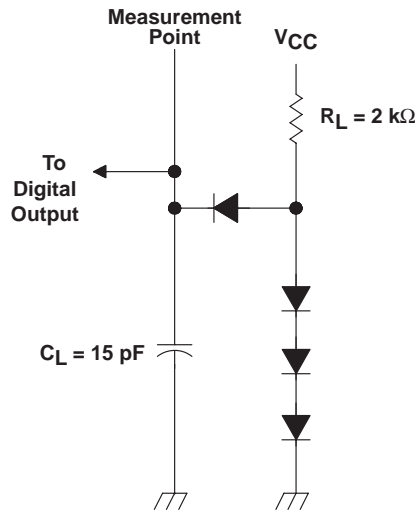 Measurement
Point
VCC
RL = 2 kΩ
To
Digital
Output
CL = 15 pF